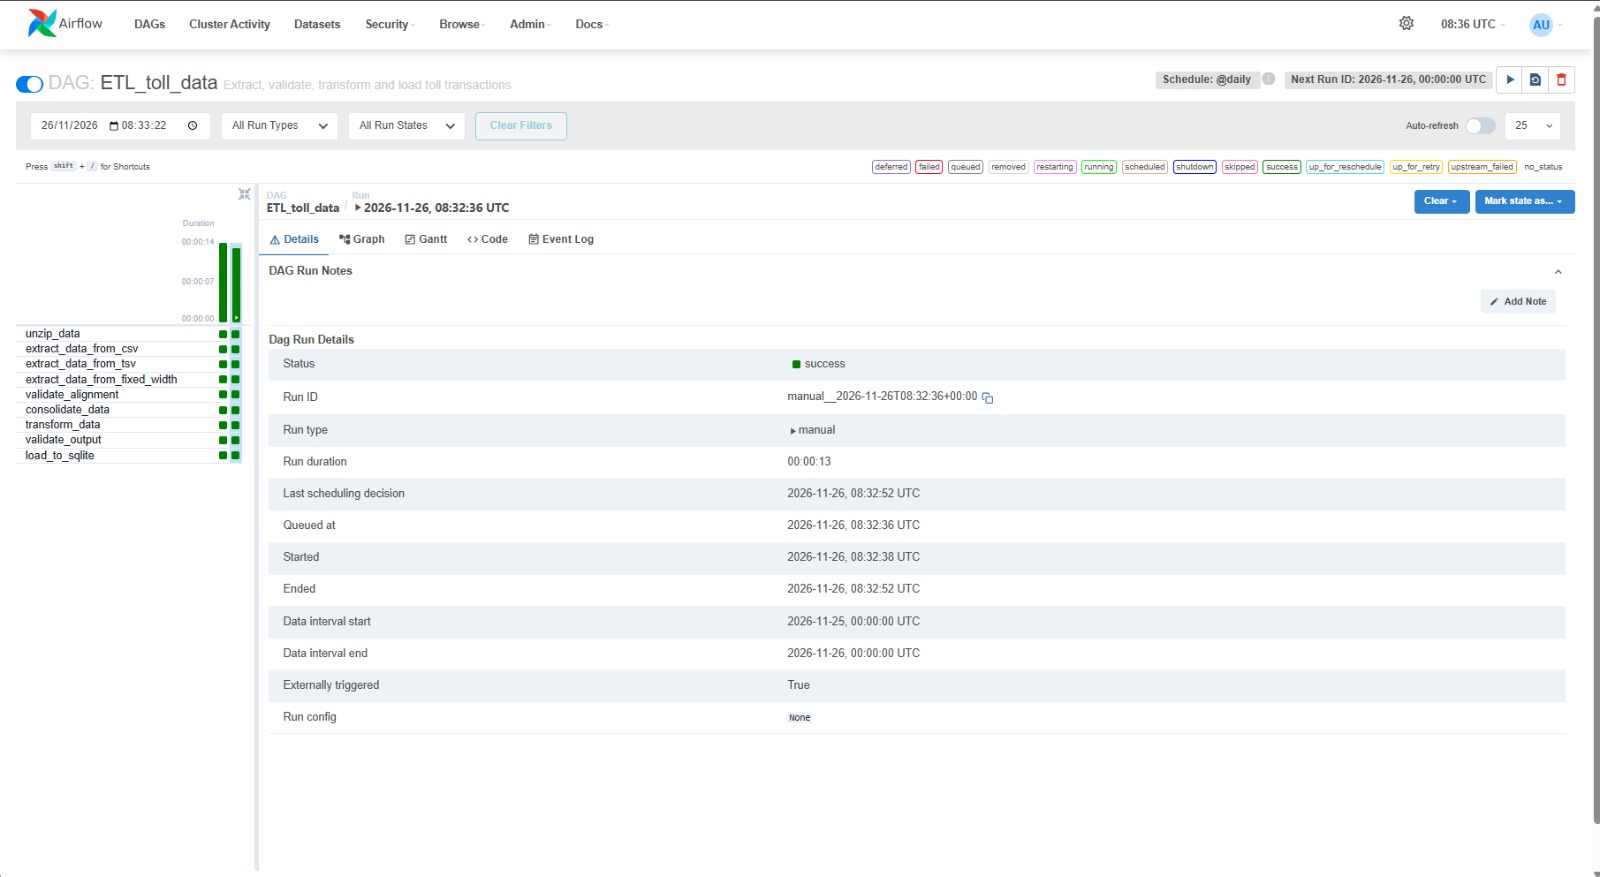 Airflow DAGs Cluster Activity Datasets Security Browse Admin Docs 08:36 UTC AU
DAG: ETL_toll_data Extract, validate, transform and load toll transactions Schedule: @daily i Next Run ID: 2026-11-26, 00:00:00 UTC
26/11/2026 08:33:22 All Run Types All Run States Clear Filters Auto-refresh 25
Press shift + / for Shortcuts deferred failed queued removed restarting running scheduled shutdown skipped success up_for_reschedule up_for_retry upstream_failed no_status
DAG Run
ETL_toll_data / 2026-11-26, 08:32:36 UTC Clear Mark state as...
Duration
00:00:14
00:00:07
00:00:00
unzip_data
extract_data_from_csv
extract_data_from_tsv
extract_data_from_fixed_width
validate_alignment
consolidate_data
transform_data
validate_output
load_to_sqlite
Details Graph Gantt <> Code Event Log
DAG Run Notes
Add Note
Dag Run Details
Status success
Run ID manual__2026-11-26T08:32:36+00:00
Run type manual
Run duration 00:00:13
Last scheduling decision 2026-11-26, 08:32:52 UTC
Queued at 2026-11-26, 08:32:36 UTC
Started 2026-11-26, 08:32:38 UTC
Ended 2026-11-26, 08:32:52 UTC
Data interval start 2026-11-25, 00:00:00 UTC
Data interval end 2026-11-26, 00:00:00 UTC
Externally triggered True
Run config None